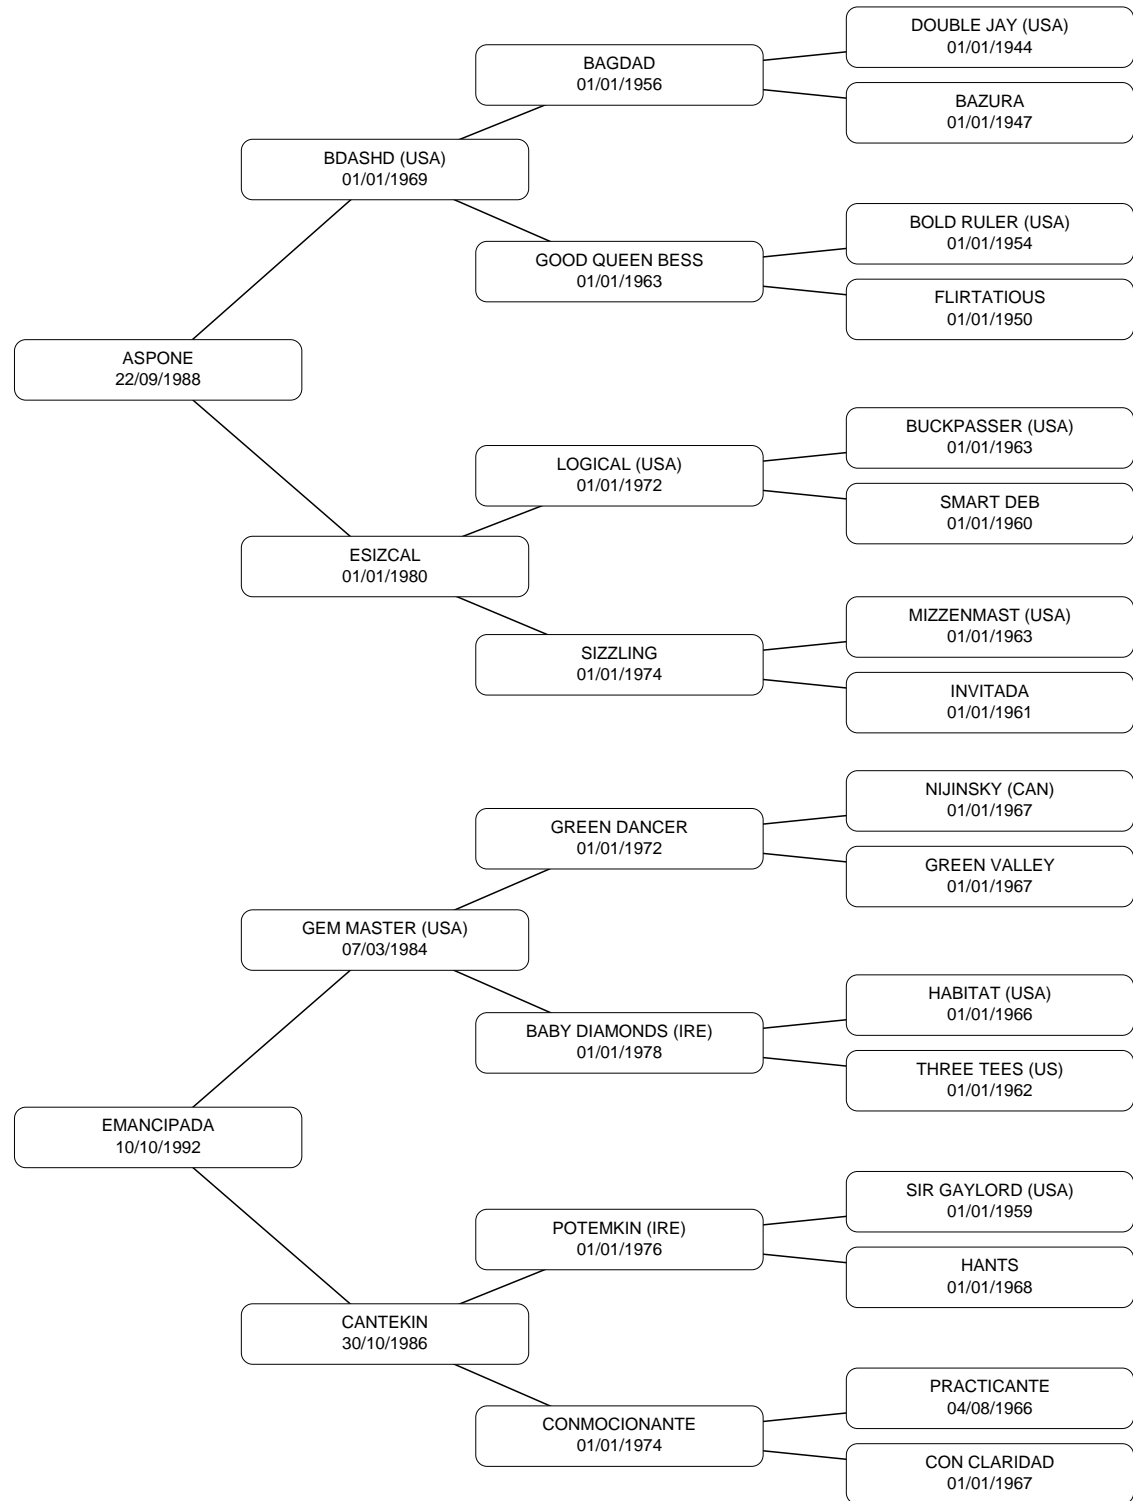 DOUBLE JAY (USA)
01/01/1944
BAGDAD
01/01/1956
BAZURA
01/01/1947
BDASHD (USA)
01/01/1969
BOLD RULER (USA)
01/01/1954
GOOD QUEEN BESS
01/01/1963
FLIRTATIOUS
01/01/1950
ASPONE
22/09/1988
BUCKPASSER (USA)
01/01/1963
LOGICAL (USA)
01/01/1972
SMART DEB
01/01/1960
ESIZCAL
01/01/1980
MIZZENMAST (USA)
01/01/1963
SIZZLING
01/01/1974
INVITADA
01/01/1961
NIJINSKY (CAN)
01/01/1967
GREEN DANCER
01/01/1972
GREEN VALLEY
01/01/1967
GEM MASTER (USA)
07/03/1984
HABITAT (USA)
01/01/1966
BABY DIAMONDS (IRE)
01/01/1978
THREE TEES (US)
01/01/1962
EMANCIPADA
10/10/1992
SIR GAYLORD (USA)
01/01/1959
POTEMKIN (IRE)
01/01/1976
HANTS
01/01/1968
CANTEKIN
30/10/1986
PRACTICANTE
04/08/1966
CONMOCIONANTE
01/01/1974
CON CLARIDAD
01/01/1967